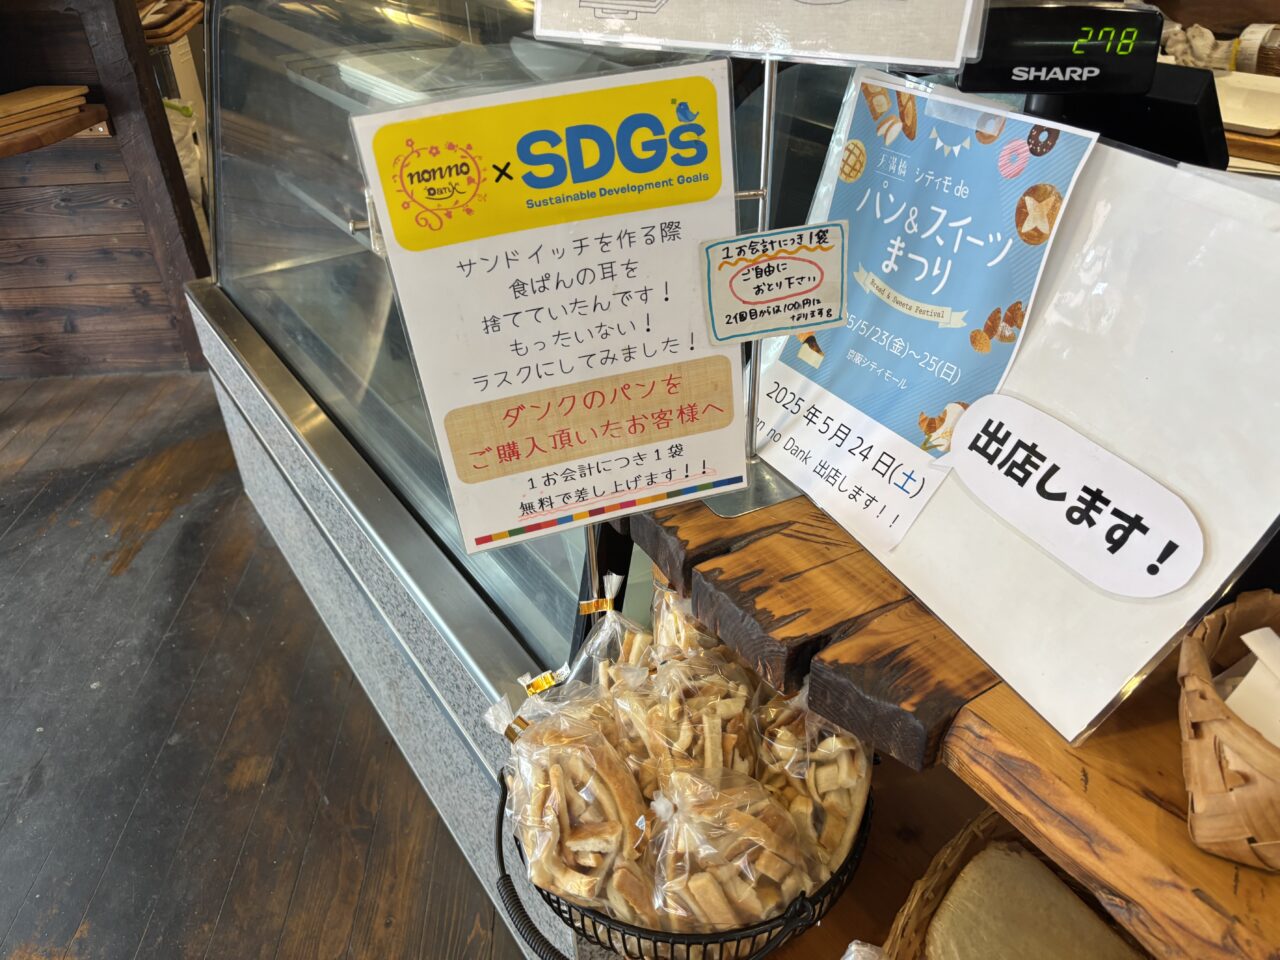 nonno
Dank
×
SDGs
Sustainable Development Goals
サンドイッチを作る際
食ぱんの耳を
捨てていたんです！
もったいない！
ラスクにしてみました！
ダンクのパンを
ご購入頂いたお客様へ
1お会計につき1袋
無料で差し上げます！！
1お会計につき1袋
ご自由に
おとり下さい
2個目からは100円に
なります
278
SHARP
天満橋
シティモ de
パン&スイーツ
まつり
Bread & Sweets Festival
5/5/23(金)～25(日)
京阪シティモール
2025年5月24日(土)
n no Dank 出店します！！
出店します！